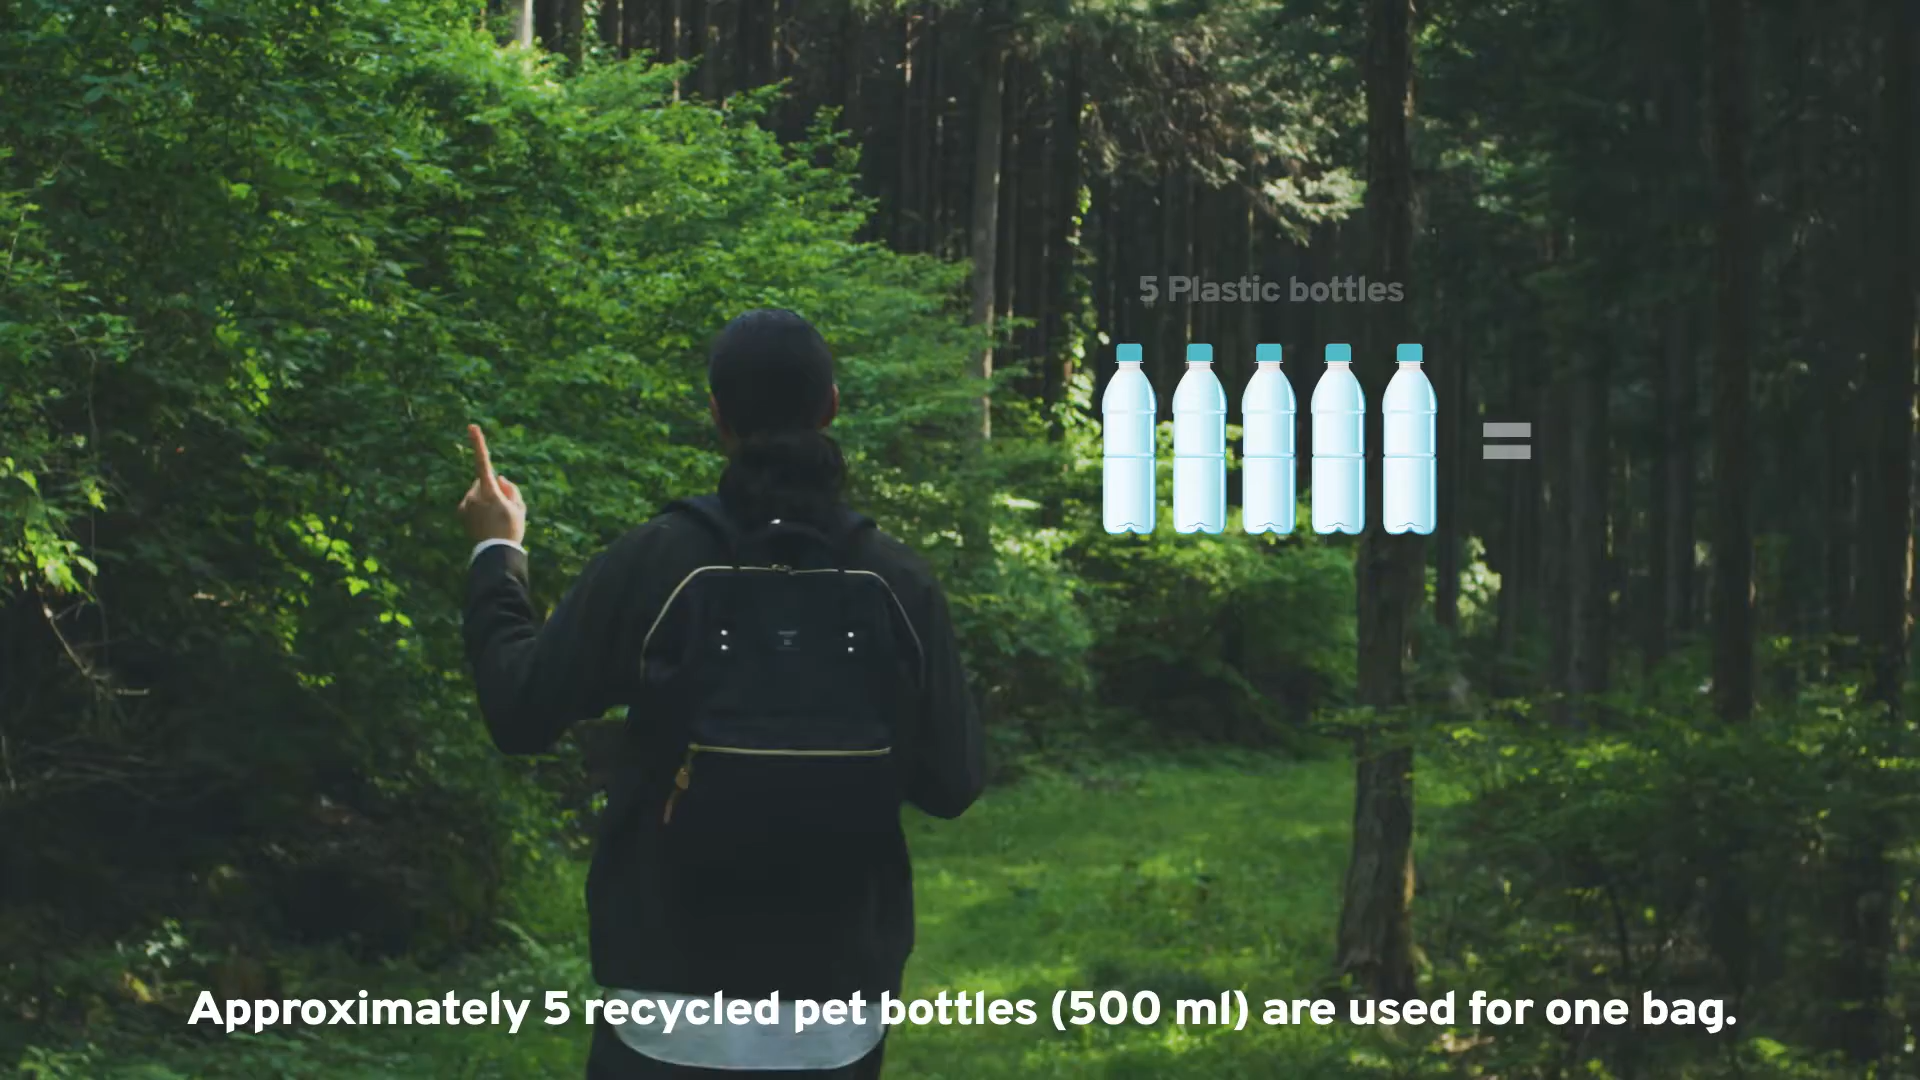 5 Plastic bottles
=
Approximately 5 recycled pet bottles (500 ml) are used for one bag.